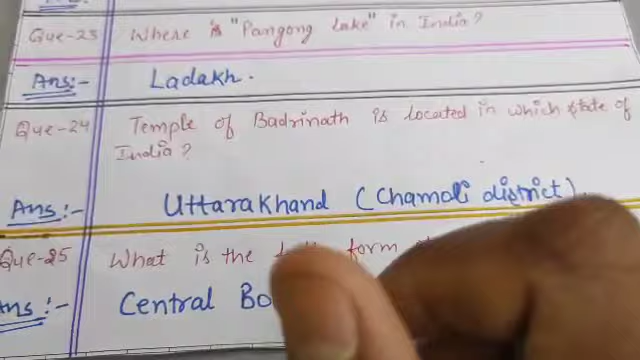 Que-23 Where is "Pangong Lake" in India?
Ans:- Ladakh.
Que-24 Temple of Badrinath is located in which state of
India?
Ans:- Uttarakhand (Chamoli district).
Que-25 What is the form
Ans:- Central